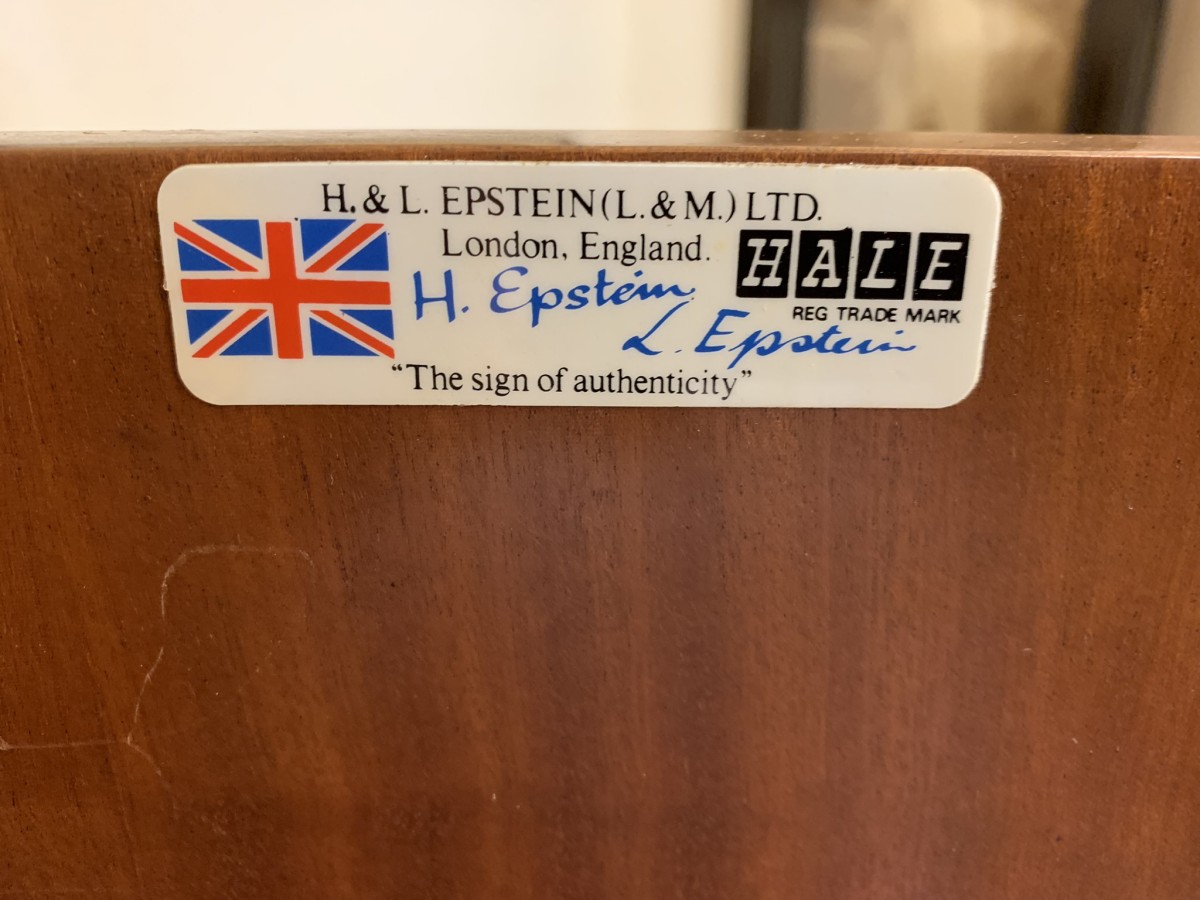 H. & L. EPSTEIN (L. & M.) LTD.
London, England.
HALE
REG TRADE MARK
H. Epstein
L. Epstein
“The sign of authenticity”